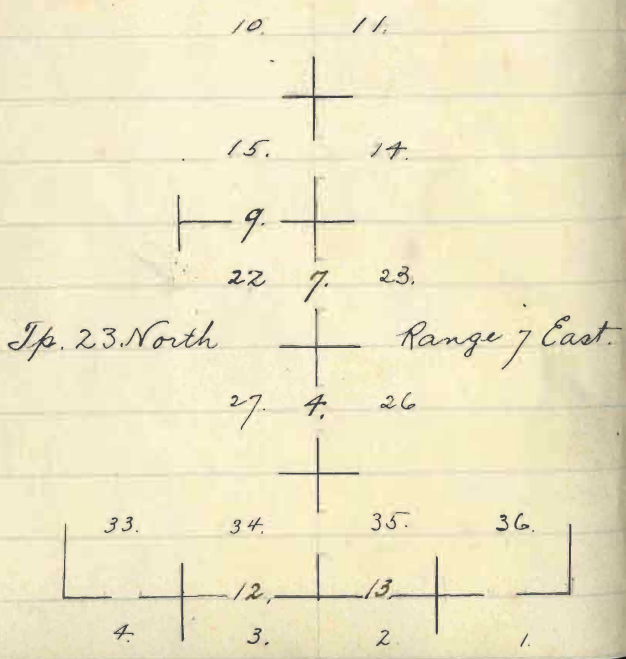 10. 11.
15. 14.
9.
22 7. 23.
Tp. 23 North Range 7 East.
27. 4. 26
33. 34. 35. 36.
12. 13
4. 3. 2. 1.